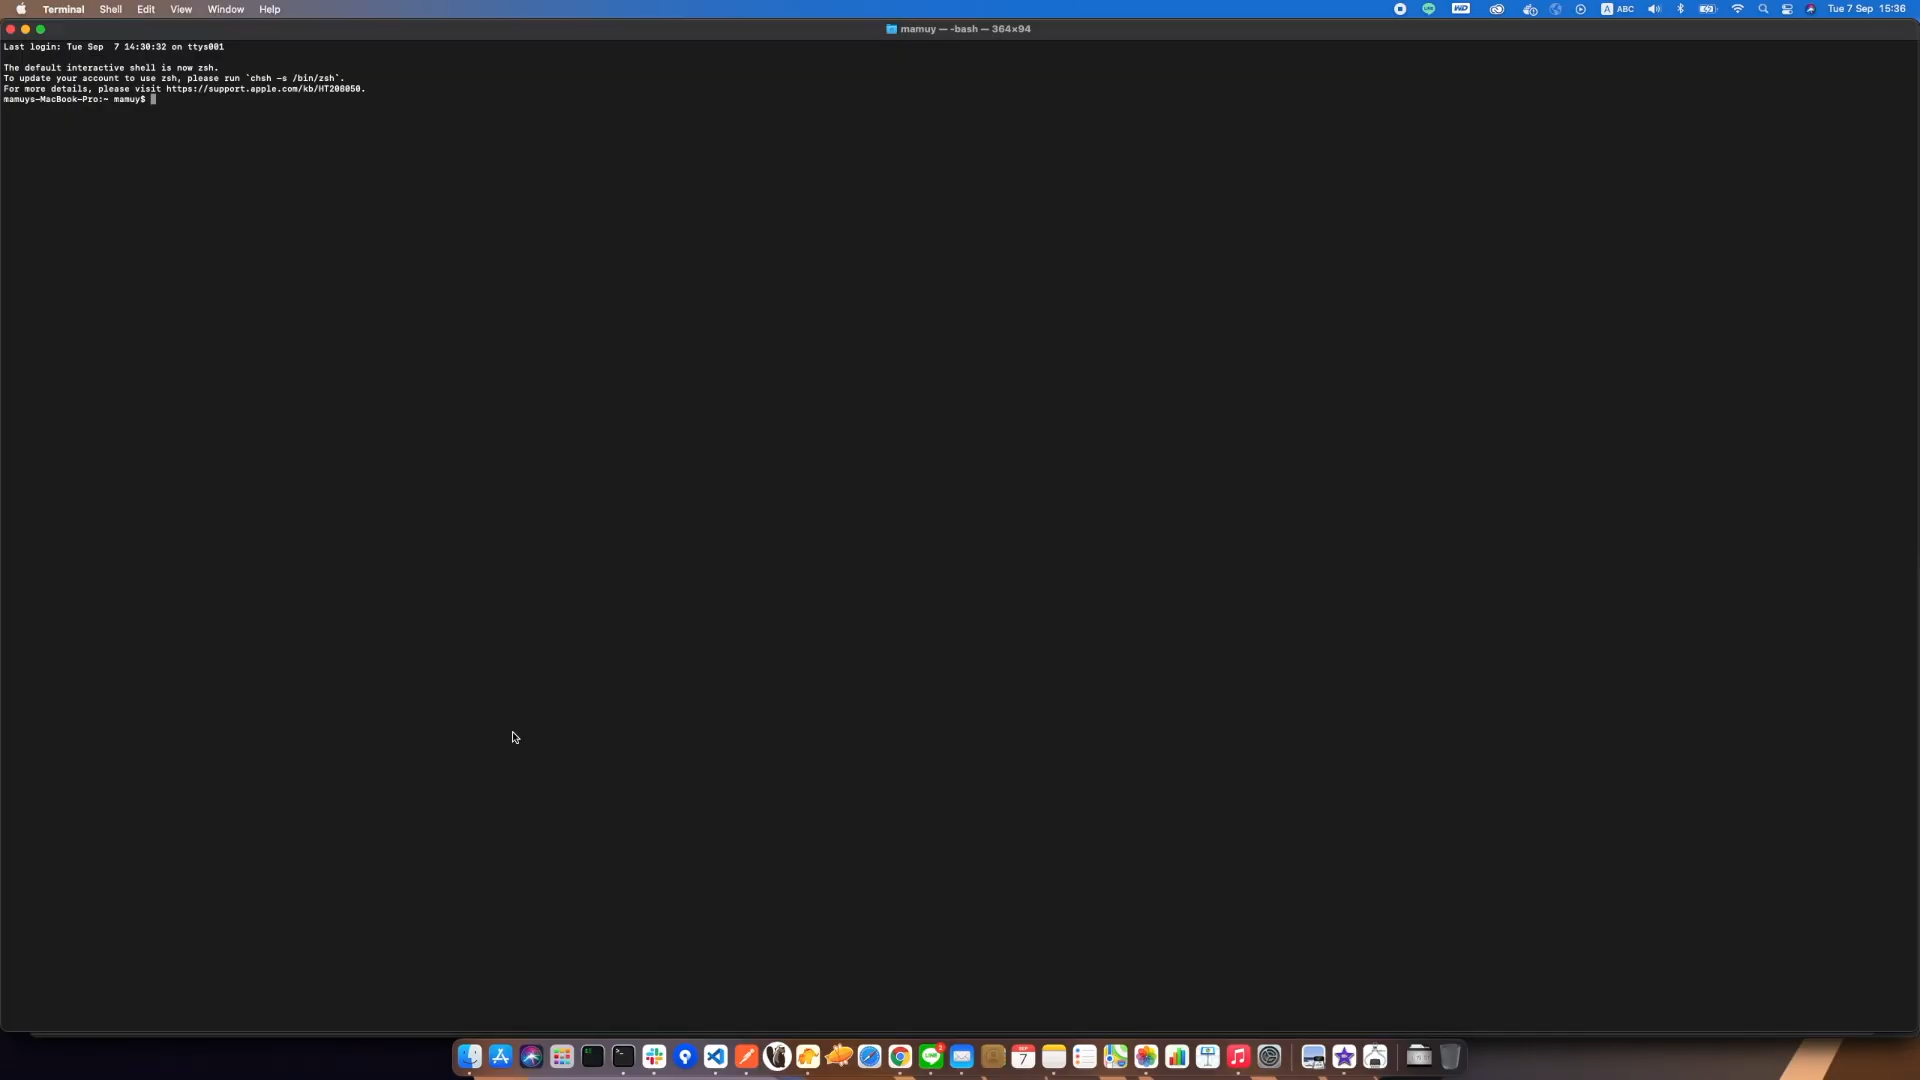 Terminal Shell Edit View Window Help
ABC
Tue 7 Sep 15:36
mamuy — -bash — 364×94
Last login: Tue Sep  7 14:30:32 on ttys001
The default interactive shell is now zsh.
To update your account to use zsh, please run `chsh -s /bin/zsh`.
For more details, please visit https://support.apple.com/kb/HT208050.
mamuys-MacBook-Pro:~ mamuy$